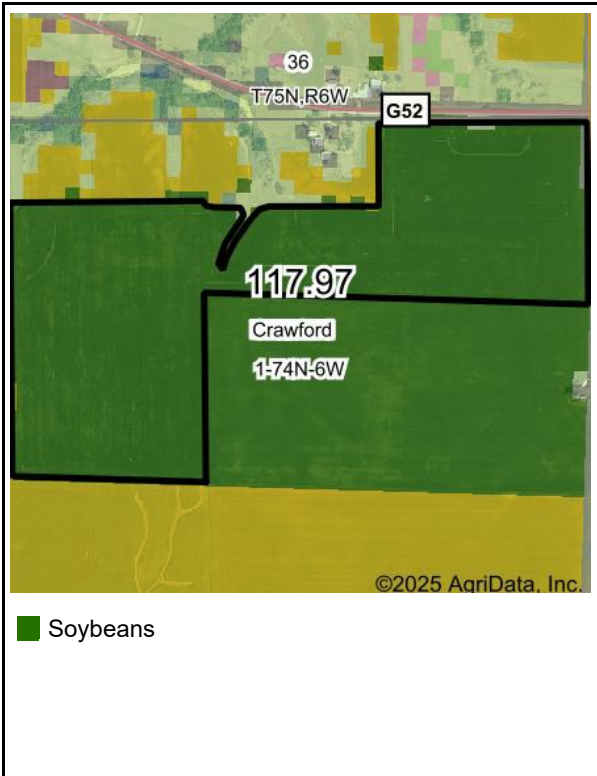 36
T75N,R6W
G52
117.97
Crawford
1-74N-6W
©2025 AgriData, Inc.
Soybeans